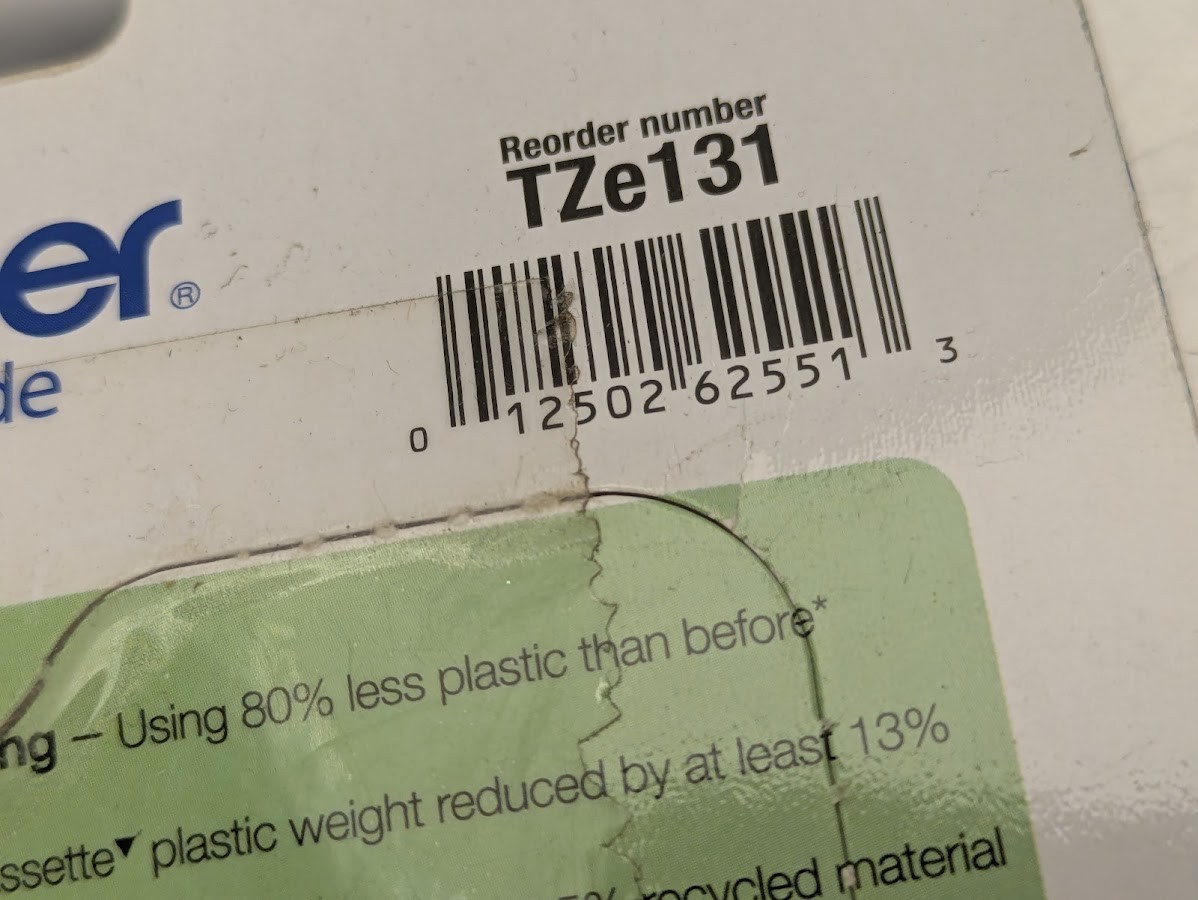 Reorder number
TZe131
er®
de
0 12502 62551 3
ng – Using 80% less plastic than before*
ssette▼ plastic weight reduced by at least 13%
% recycled material